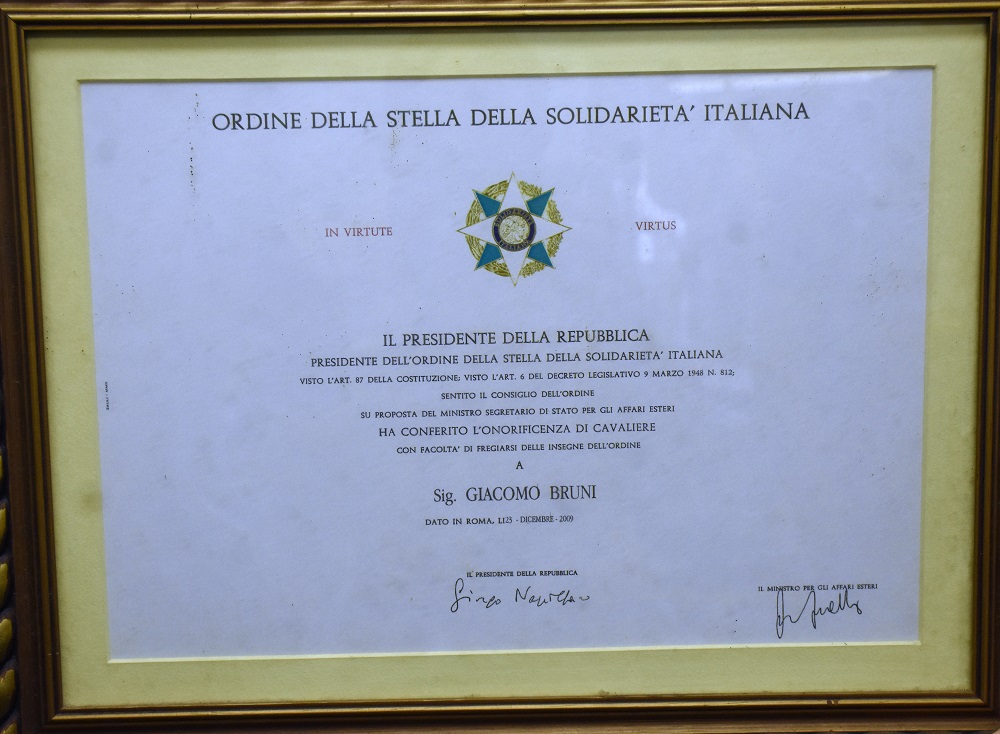 ORDINE DELLA STELLA DELLA SOLIDARIETA' ITALIANA
IN VIRTUTE VIRTUS
IL PRESIDENTE DELLA REPUBBLICA
PRESIDENTE DELL'ORDINE DELLA STELLA DELLA SOLIDARIETA' ITALIANA
VISTO L'ART. 87 DELLA COSTITUZIONE; VISTO L'ART. 6 DEL DECRETO LEGISLATIVO 9 MARZO 1948 N. 812;
SENTITO IL CONSIGLIO DELL'ORDINE
SU PROPOSTA DEL MINISTRO SEGRETARIO DI STATO PER GLI AFFARI ESTERI
HA CONFERITO L'ONORIFICENZA DI CAVALIERE
CON FACOLTA' DI FREGIARSI DELLE INSEGNE DELL'ORDINE
A
Sig. GIACOMO BRUNI
DATO IN ROMA, LI 23 - DICEMBRE - 2009
IL PRESIDENTE DELLA REPUBBLICA
Giorgio Napolitano
IL MINISTRO PER GLI AFFARI ESTERI